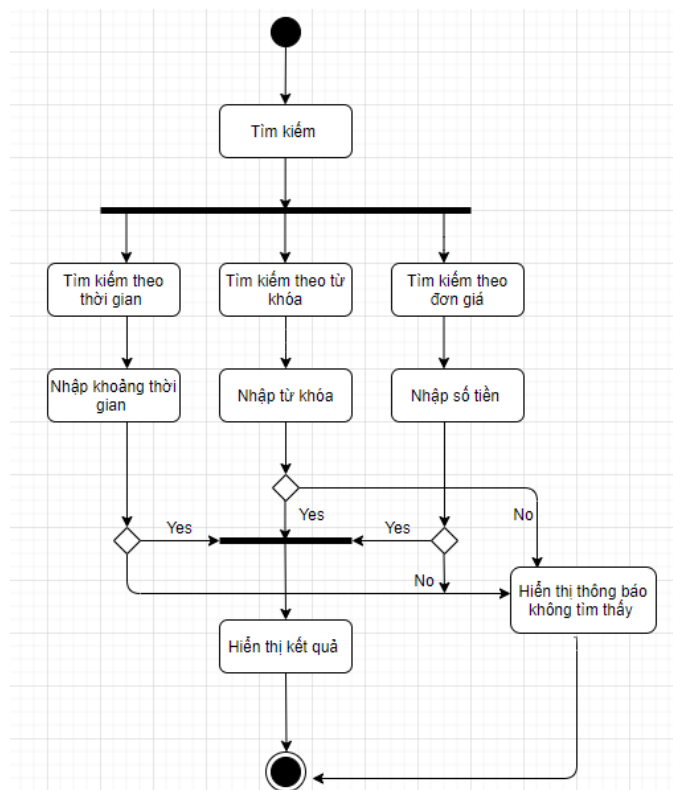 Tìm kiếm
Tìm kiếm theo
thời gian
Tìm kiếm theo từ
khóa
Tìm kiếm theo
đơn giá
Nhập khoảng thời
gian
Nhập từ khóa
Nhập số tiền
Yes
Yes
Yes
No
No
Hiển thị thông báo
không tìm thấy
Hiển thị kết quả